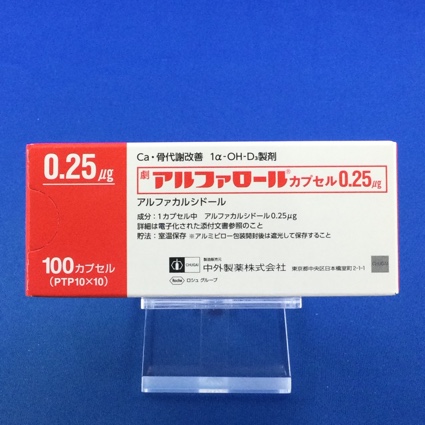 0.25μg
100カプセル
(PTP10×10)
Ca・骨代謝改善 1α-OH-D₃製剤
劇 アルファロール®カプセル0.25μg
アルファカルシドール
成分：1カプセル中 アルファカルシドール0.25μg
詳細は電子化された添付文書参照のこと
貯法：室温保存 ※アルミピロー包装開封後は遮光して保存すること
製造販売元
CHUGAI 中外製薬株式会社 東京都中央区日本橋室町2-1-1
Roche ロシュ グループ